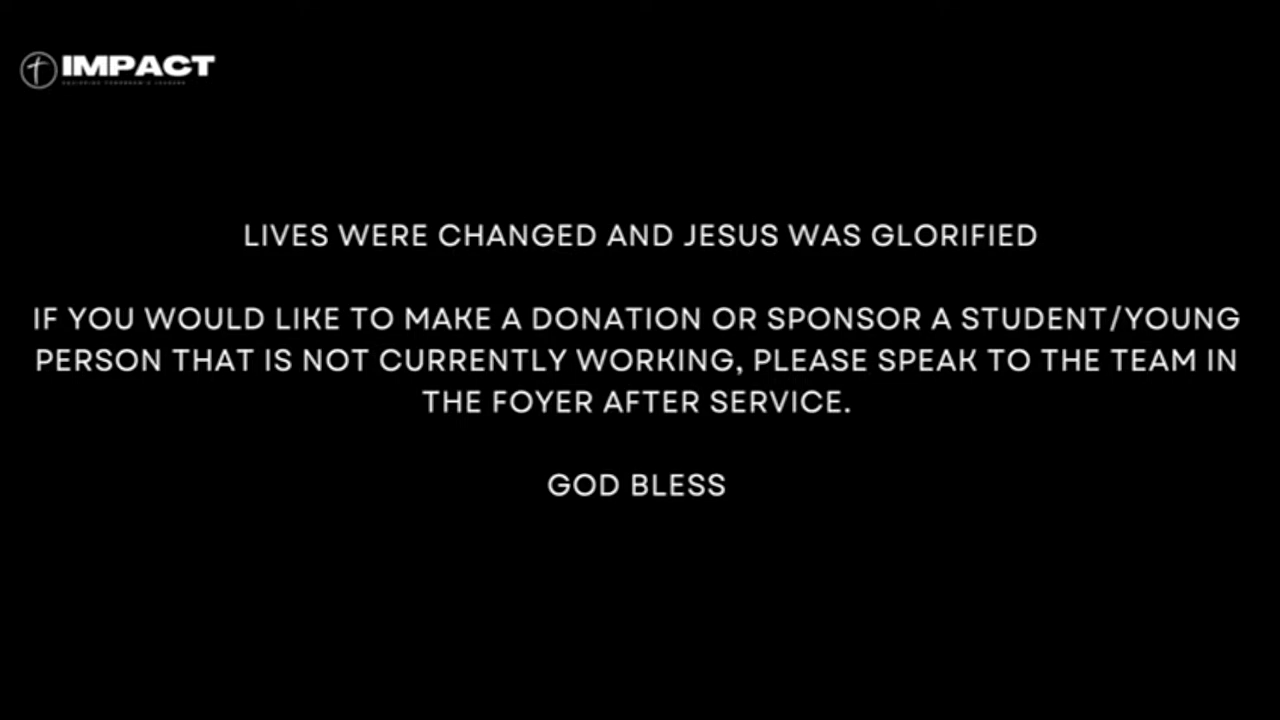 IMPACT
LIVES WERE CHANGED AND JESUS WAS GLORIFIED
IF YOU WOULD LIKE TO MAKE A DONATION OR SPONSOR A STUDENT/YOUNG
PERSON THAT IS NOT CURRENTLY WORKING, PLEASE SPEAK TO THE TEAM IN
THE FOYER AFTER SERVICE.
GOD BLESS